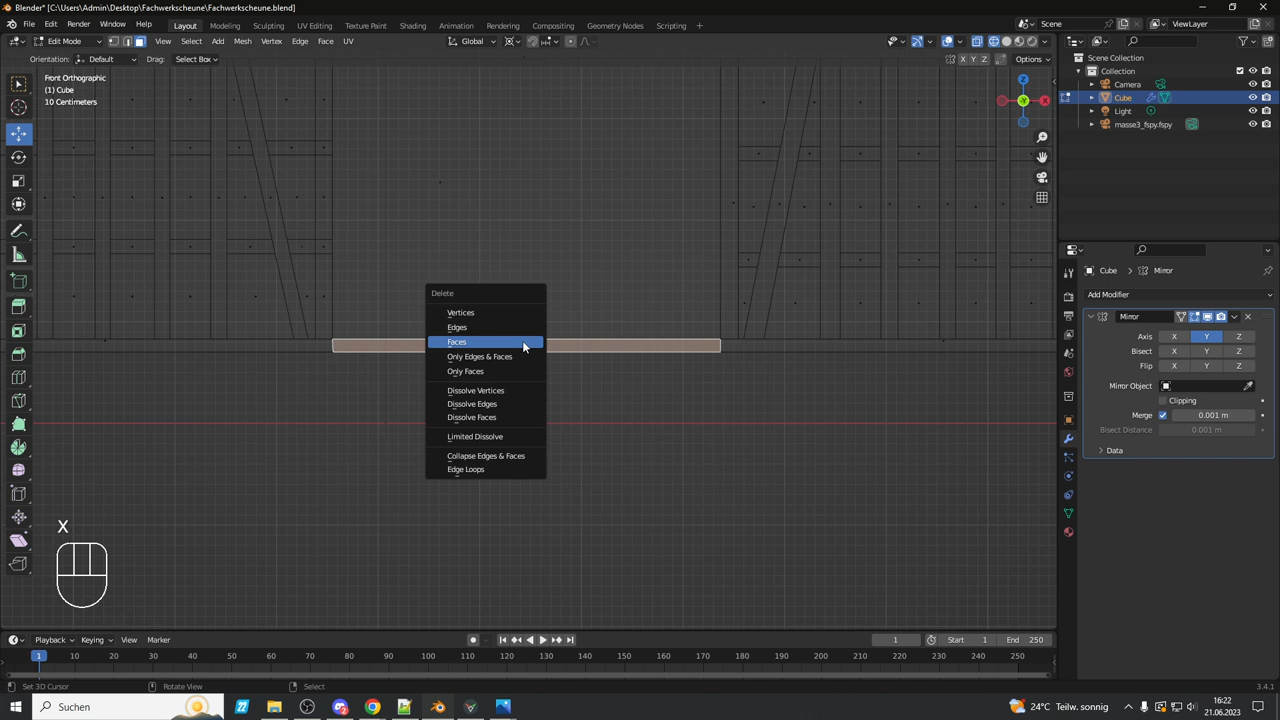 Blender* [C:\Users\Admin\Desktop\Fachwerkscheune\Fachwerkscheune.blend]
File Edit Render Window Help Layout Modeling Sculpting UV Editing Texture Paint Shading Animation Rendering Compositing Geometry Nodes Scripting + Scene ViewLayer
Edit Mode View Select Add Mesh Vertex Edge Face UV Global
Orientation: Default Drag: Select Box X Y Z Options
Front Orthographic
(1) Cube
10 Centimeters
Z
Y
X
Scene Collection
Collection
Camera
Cube
Light
masse3_fspy.fspy
Cube Mirror
Add Modifier
Mirror
Axis X Y Z
Bisect X Y Z
Flip X Y Z
Mirror Object
Clipping
Merge 0.001 m
Bisect Distance 0.001 m
Data
Delete
Vertices
Edges
Faces
Only Edges & Faces
Only Faces
Dissolve Vertices
Dissolve Edges
Dissolve Faces
Limited Dissolve
Collapse Edges & Faces
Edge Loops
X
Playback Keying View Marker 1 Start 1 End 250
1 10 20 30 40 50 60 70 80 90 100 110 120 130 140 150 160 170 180 190 200 210 220 230 240 250
Set 3D Cursor Rotate View Select 3.4.1
Suchen 24°C Teilw. sonnig 16:22
21.06.2023